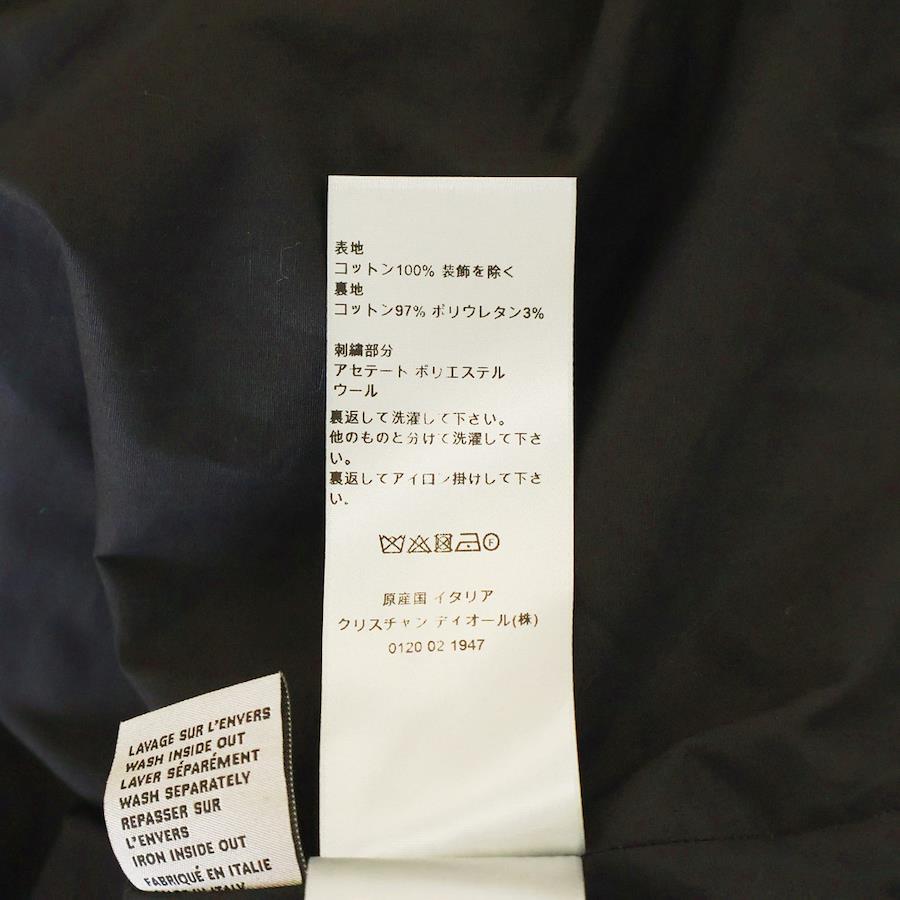 表地
コットン100% 装飾を除く
裏地
コットン97% ポリウレタン3%
刺繍部分
アセテート ポリエステル
ウール
裏返して洗濯して下さい。
他のものと分けて洗濯して下さ
い。
裏返してアイロン掛けして下さ
い。
F
原産国 イタリア
クリスチャン ディオール(株)
0120 02 1947
LAVAGE SUR L'ENVERS
WASH INSIDE OUT
LAVER SÉPARÉMENT
WASH SEPARATELY
REPASSER SUR
L'ENVERS
IRON INSIDE OUT
FABRIQUÉ EN ITALIE
IN ITALY